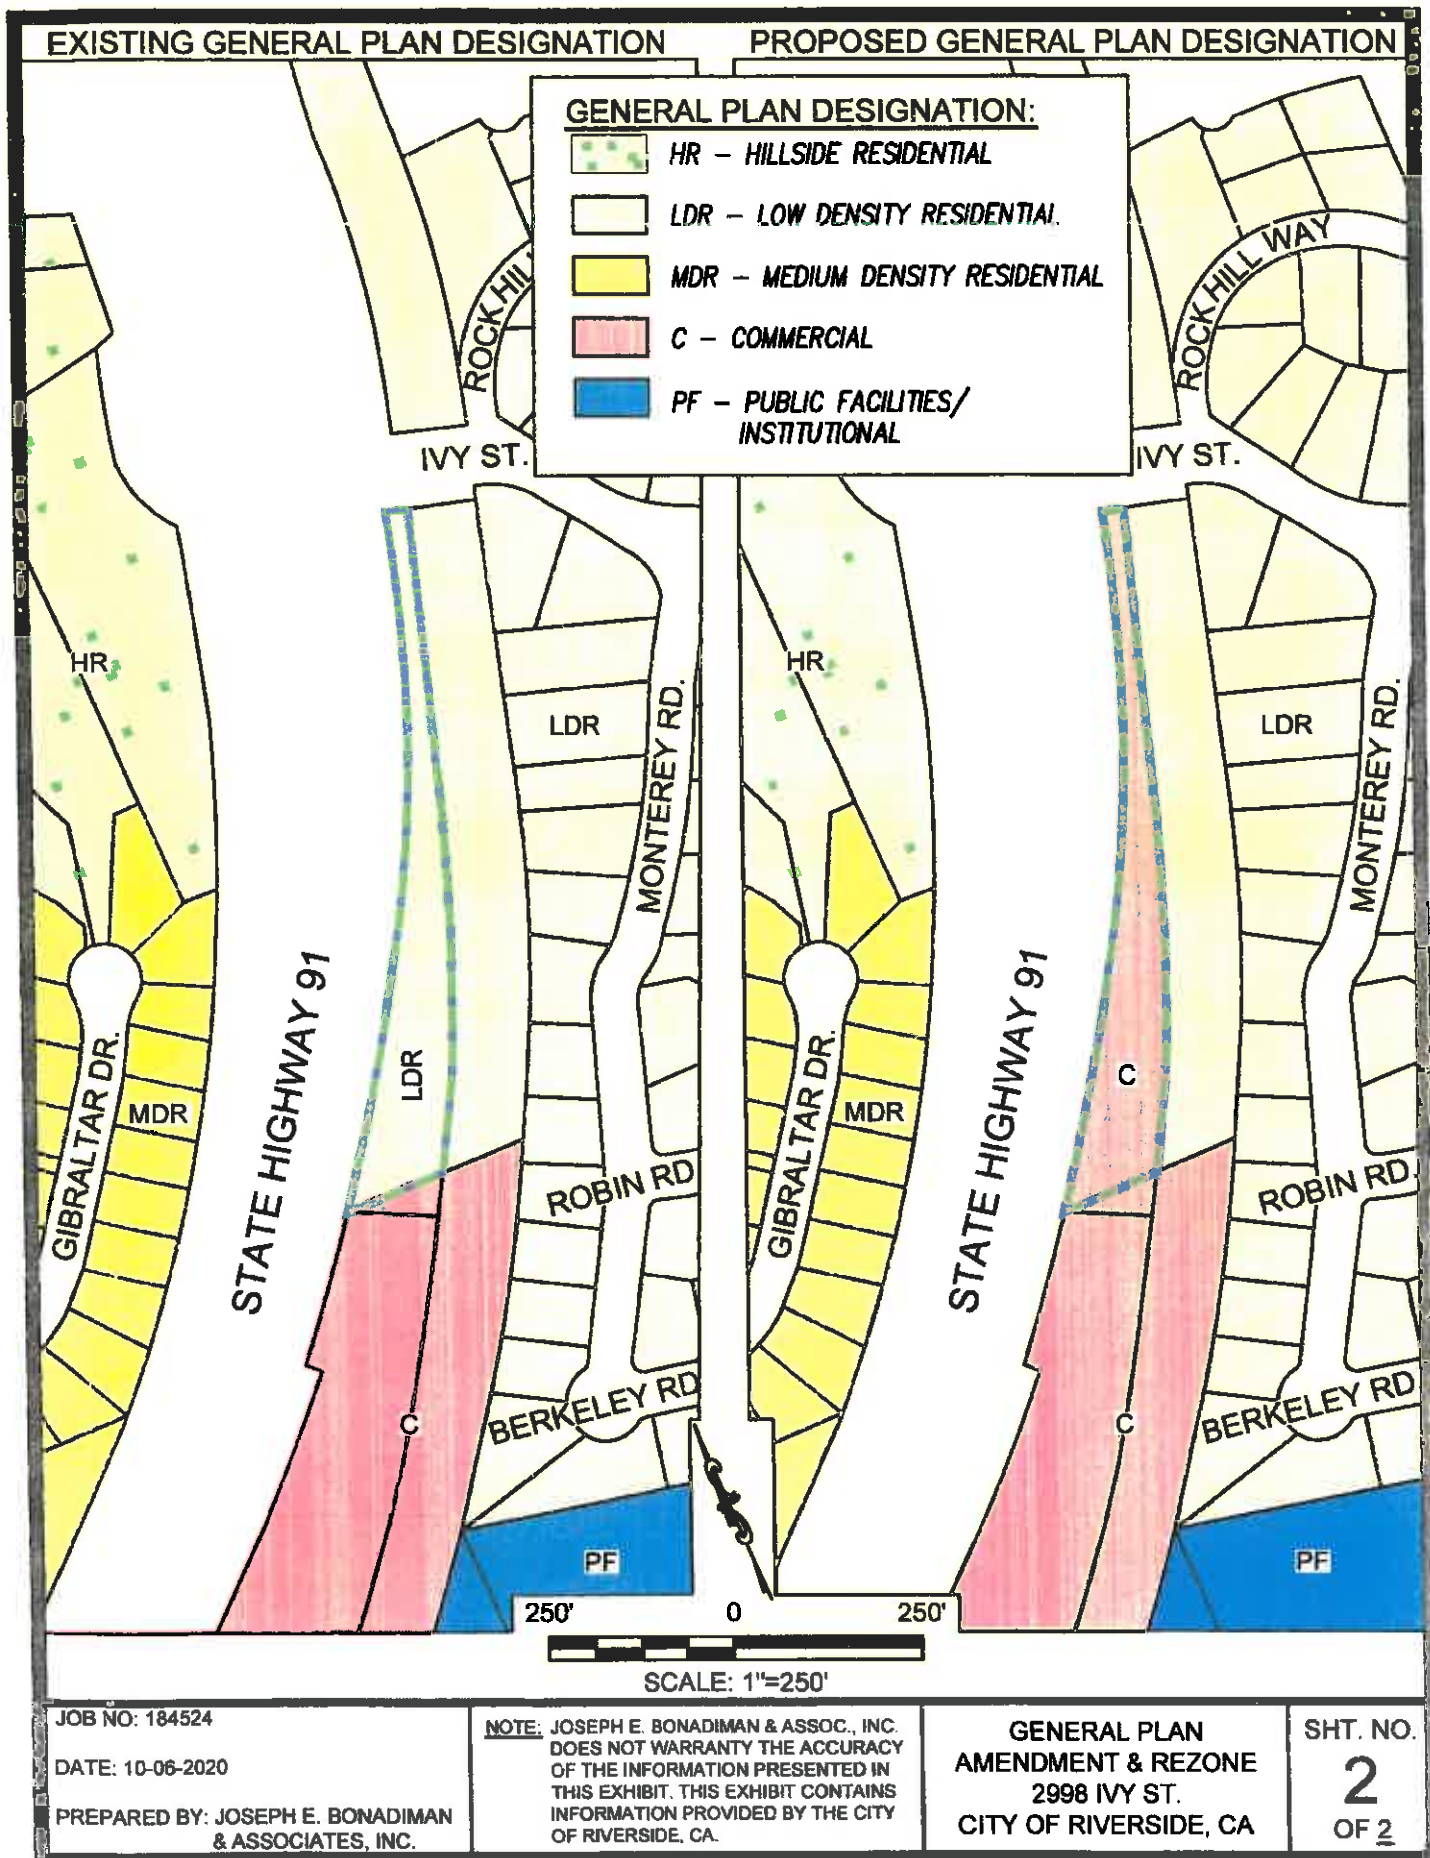 EXISTING GENERAL PLAN DESIGNATION
PROPOSED GENERAL PLAN DESIGNATION
GENERAL PLAN DESIGNATION:
HR – HILLSIDE RESIDENTIAL
LDR – LOW DENSITY RESIDENTIAL
MDR – MEDIUM DENSITY RESIDENTIAL
C – COMMERCIAL
PF – PUBLIC FACILITIES/
INSTITUTIONAL
IVY ST.
HR
LDR
MONTEREY RD.
STATE HIGHWAY 91
LDR
GIBRALTAR DR.
MDR
ROBIN RD
BERKELEY RD
C
PF
ROCK HILL WAY
IVY ST.
HR
LDR
MONTEREY RD.
STATE HIGHWAY 91
C
GIBRALTAR DR.
MDR
ROBIN RD.
BERKELEY RD
C
PF
250' 0 250'
SCALE: 1"=250'
JOB NO: 184524
DATE: 10-06-2020
PREPARED BY: JOSEPH E. BONADIMAN
& ASSOCIATES, INC.
NOTE: JOSEPH E. BONADIMAN & ASSOC., INC.
DOES NOT WARRANTY THE ACCURACY
OF THE INFORMATION PRESENTED IN
THIS EXHIBIT. THIS EXHIBIT CONTAINS
INFORMATION PROVIDED BY THE CITY
OF RIVERSIDE, CA.
GENERAL PLAN
AMENDMENT & REZONE
2998 IVY ST.
CITY OF RIVERSIDE, CA
SHT. NO.
2
OF 2